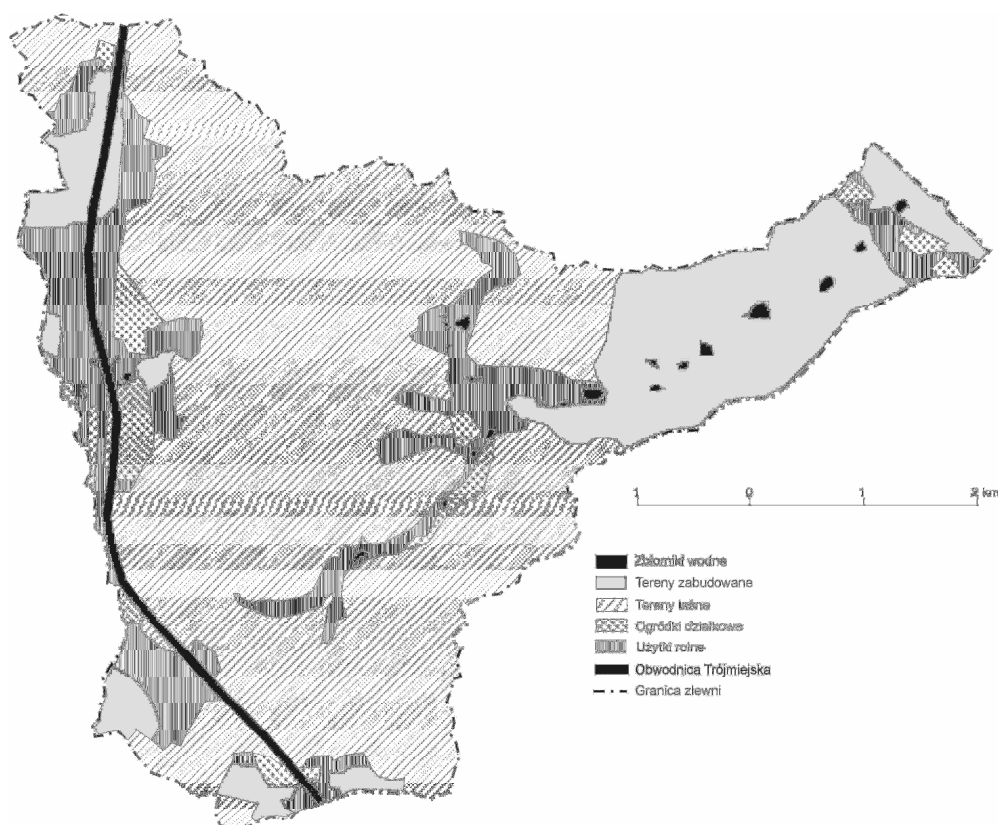 1 0 1 2 km
Zbiorniki wodne
Tereny zabudowane
Tereny leśne
Ogródki działkowe
Użytki rolne
Obwodnica Trójmiejska
Granica zlewni